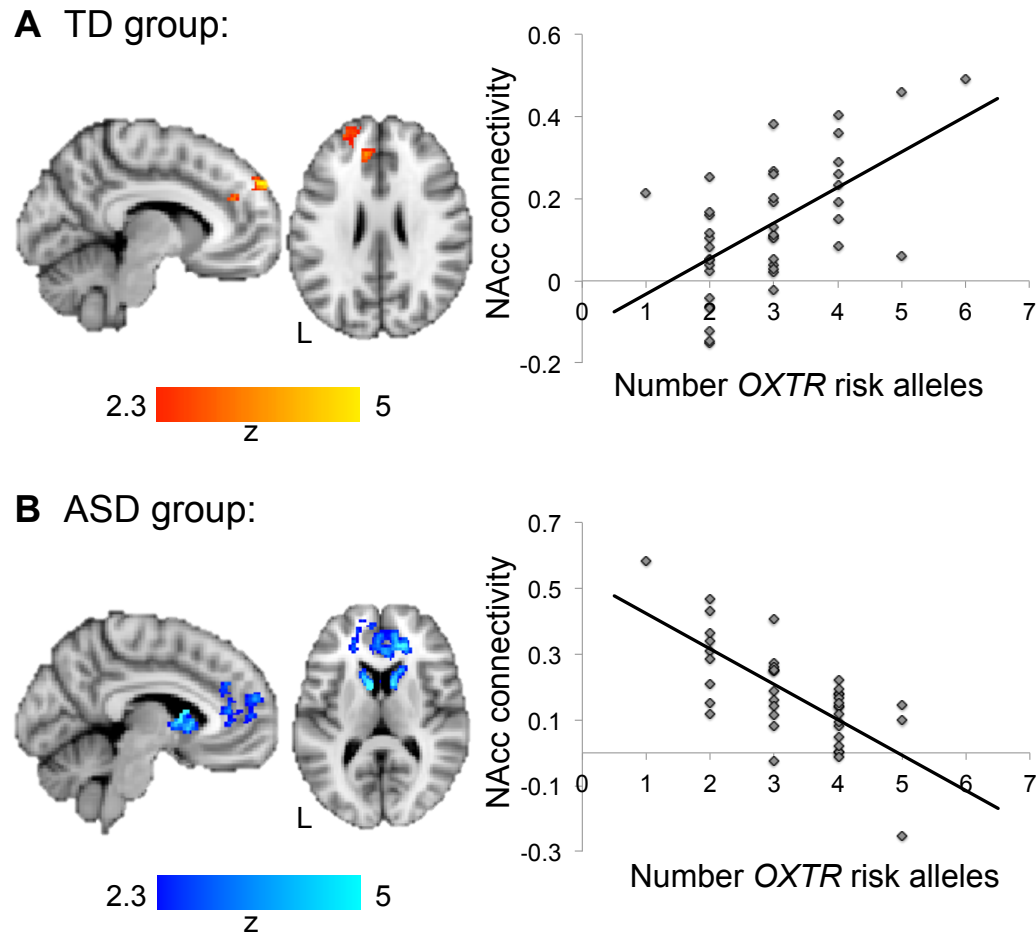 A TD group:
L
2.3 5
z
NAcc connectivity
0.6
0.4
0.2
0
-0.2
0 1 2 3 4 5 6 7
Number OXTR risk alleles
B ASD group:
L
2.3 5
z
NAcc connectivity
0.7
0.5
0.3
0.1
-0.1
-0.3
0 1 2 3 4 5 6 7
Number OXTR risk alleles